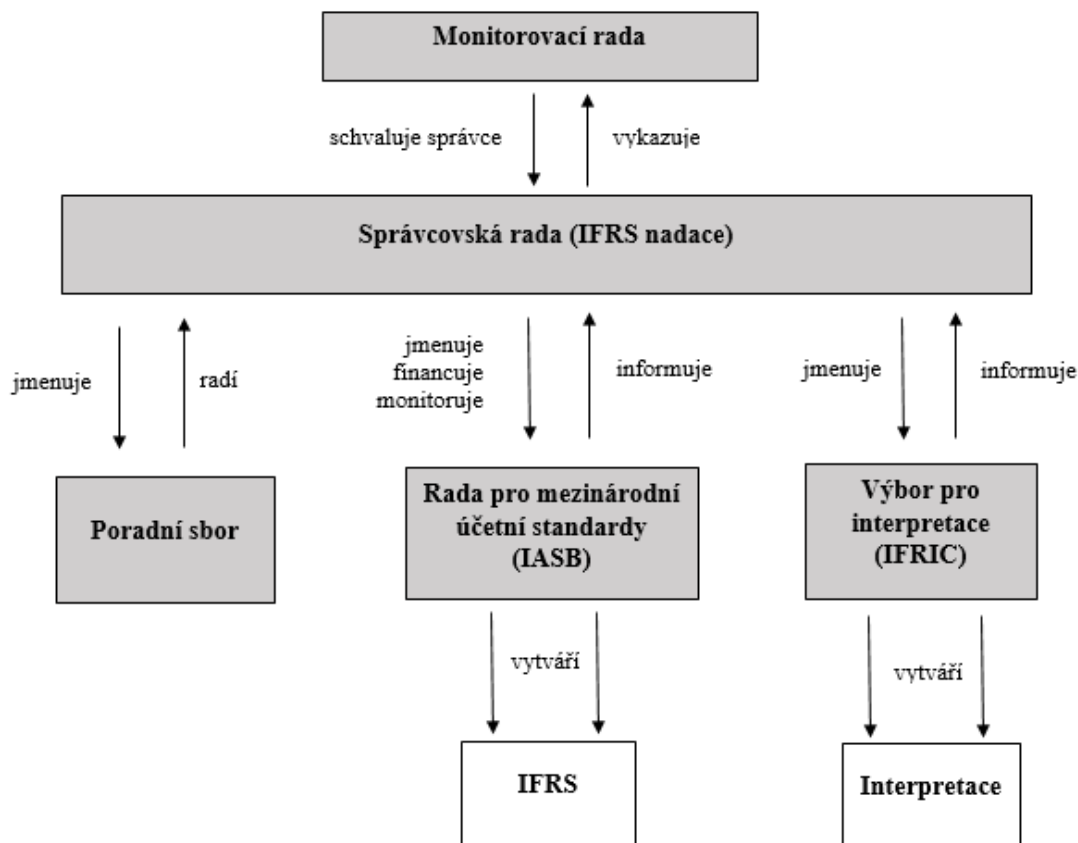 Monitorovací rada
schvaluje správce
vykazuje
Správcovská rada (IFRS nadace)
jmenuje
radí
jmenuje
financuje
monitoruje
informuje
jmenuje
informuje
Poradní sbor
Rada pro mezinárodní
účetní standardy
(IASB)
Výbor pro
interpretace
(IFRIC)
vytváří
vytváří
IFRS
Interpretace